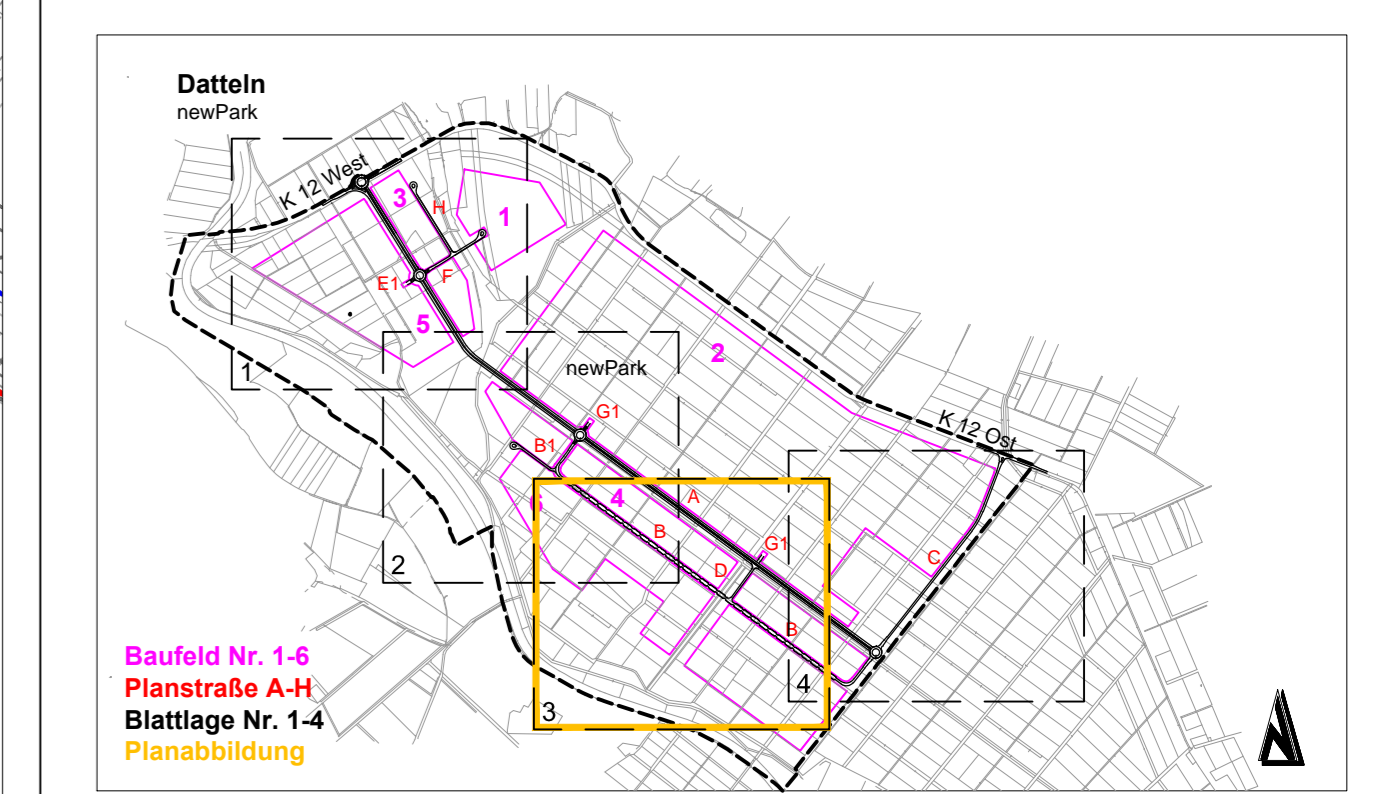 Datteln
newPark
K 12 West
3
H
1
E1
F
5
1
2
newPark
G1
K 12 Ost
B1
6
4
A
B
G1
C
D
2
B
4
3
Baufeld Nr. 1-6
Planstraße A-H
Blattlage Nr. 1-4
Planabbildung
N